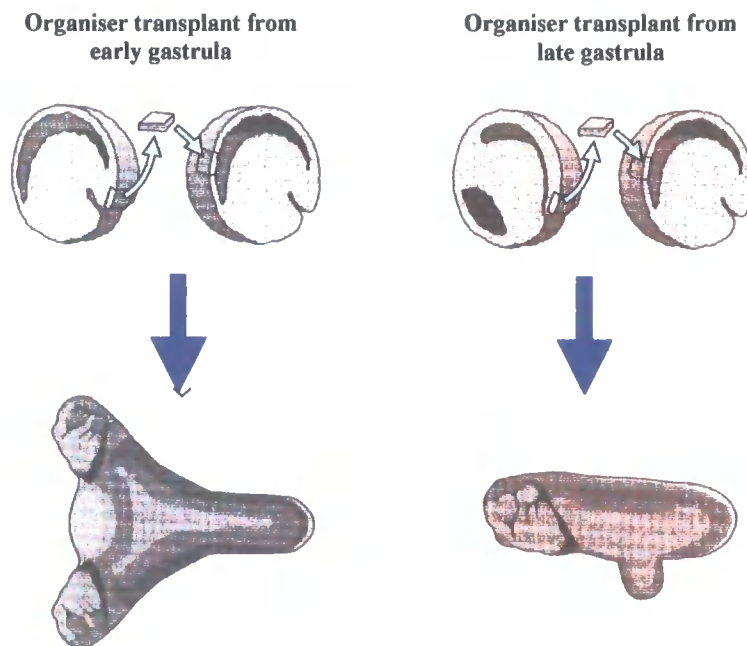 Organiser transplant from
early gastrula
Organiser transplant from
late gastrula